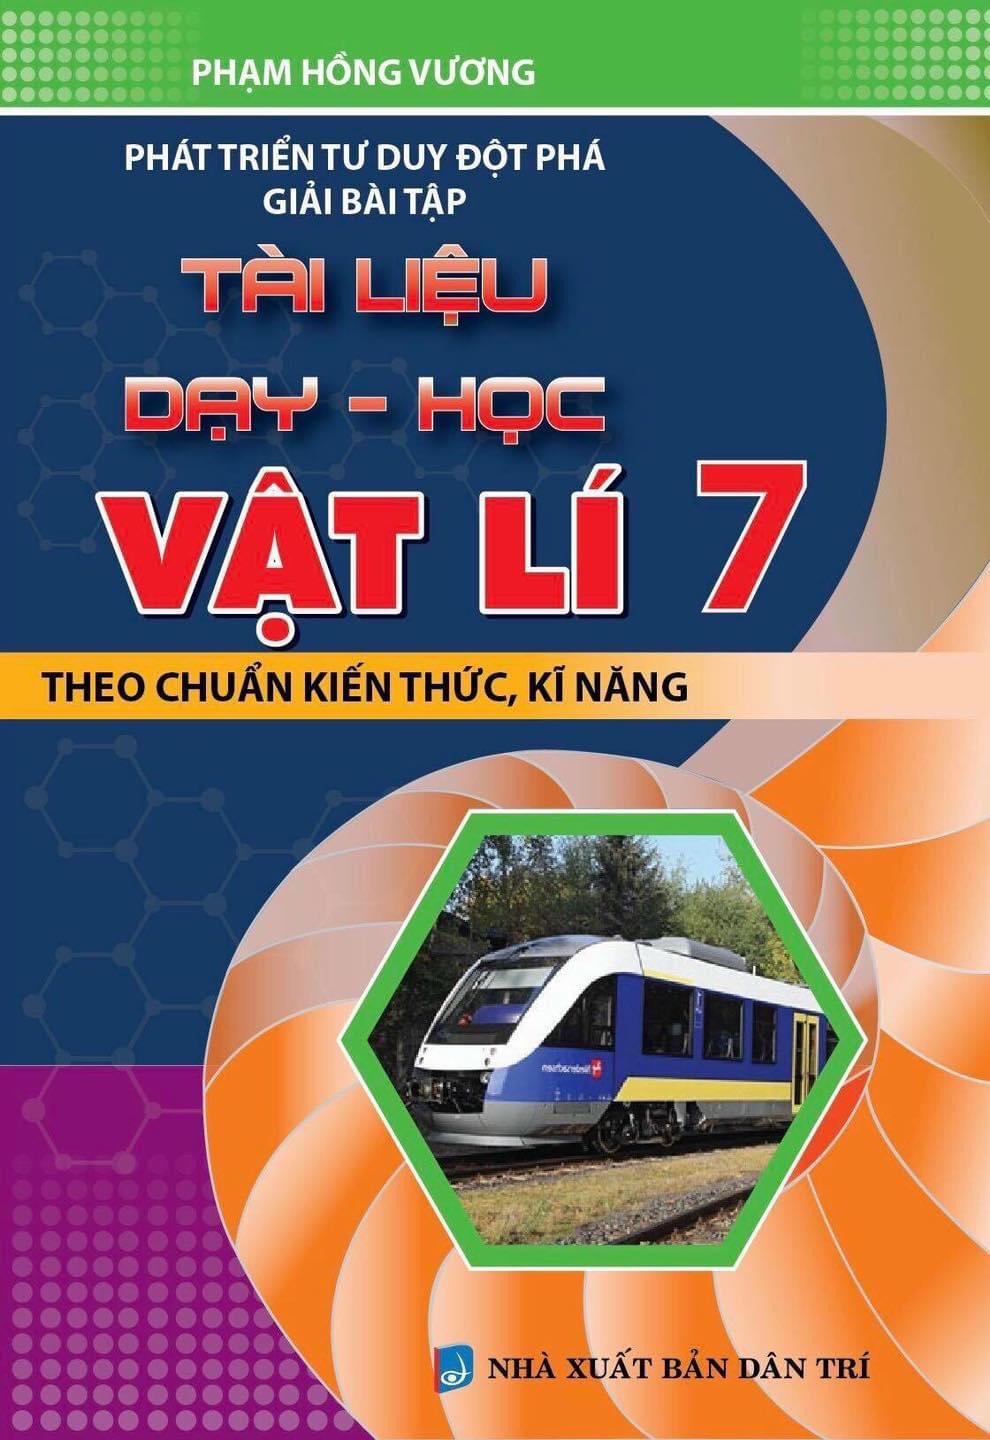 PHẠM HỒNG VƯƠNG
PHÁT TRIỂN TƯ DUY ĐỘT PHÁ
GIẢI BÀI TẬP
TÀI LIỆU
DẠY - HỌC
VẬT LÍ 7
THEO CHUẨN KIẾN THỨC, KĨ NĂNG
Niedersachsen
NHÀ XUẤT BẢN DÂN TRÍ